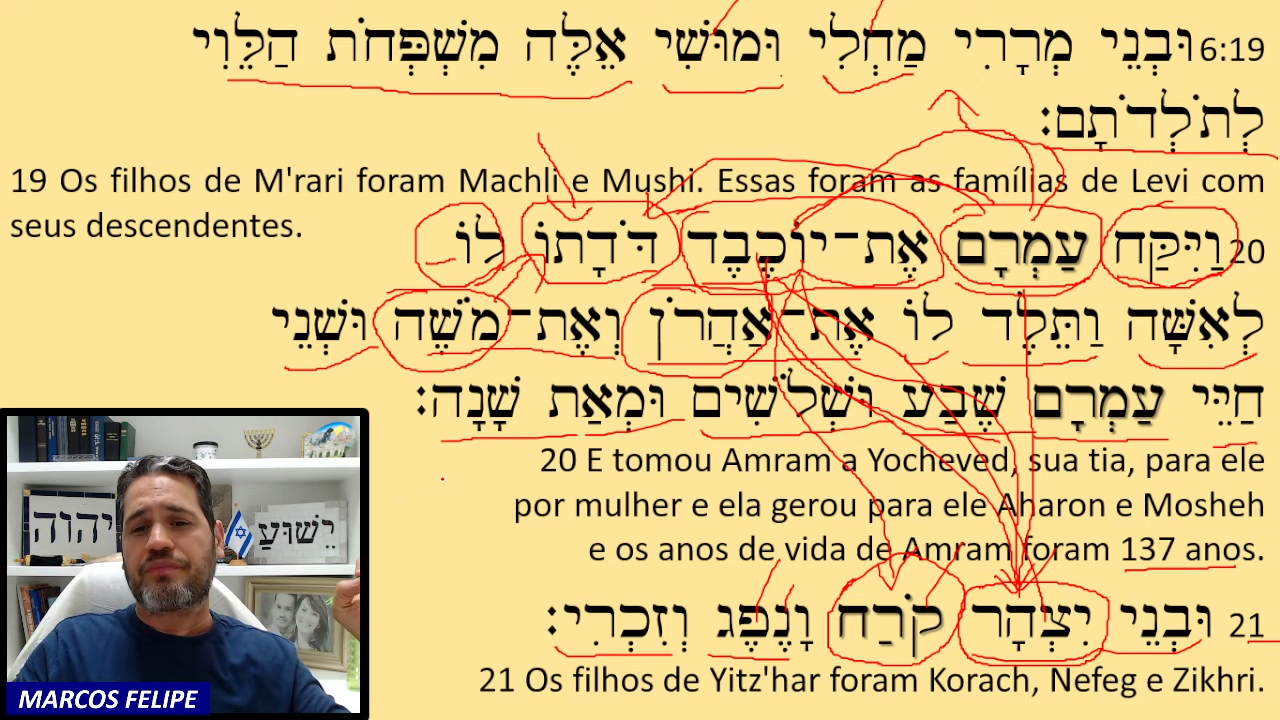 6:19 וּבְנֵי מְרָרִי מַחְלִי וּמוּשִׁי אֵלֶּה מִשְׁפְּחֹת הַלֵּוִי
לְתֹלְדֹתָם׃
19 Os filhos de M'rari foram Machli e Mushi. Essas foram as famílias de Levi com
seus descendentes.
20 וַיִּקַּח עַמְרָם אֶת־יוֹכֶבֶד דֹּדָתוֹ לוֹ
לְאִשָּׁה וַתֵּלֶד לוֹ אֶת־אַהֲרֹן וְאֶת־מֹשֶׁה וּשְׁנֵי
חַיֵּי עַמְרָם שֶׁבַע וּשְׁלֹשִׁים וּמְאַת שָׁנָה׃
20 E tomou Amram a Yocheved, sua tia, para ele
por mulher e ela gerou para ele Aharon e Mosheh
e os anos de vida de Amram foram 137 anos.
21 וּבְנֵי יִצְהָר קֹרַח וָנֶפֶג וְזִכְרִי׃
21 Os filhos de Yitz'har foram Korach, Nefeg e Zikhri.
יהוה
יֵשׁוּעַ
MARCOS FELIPE